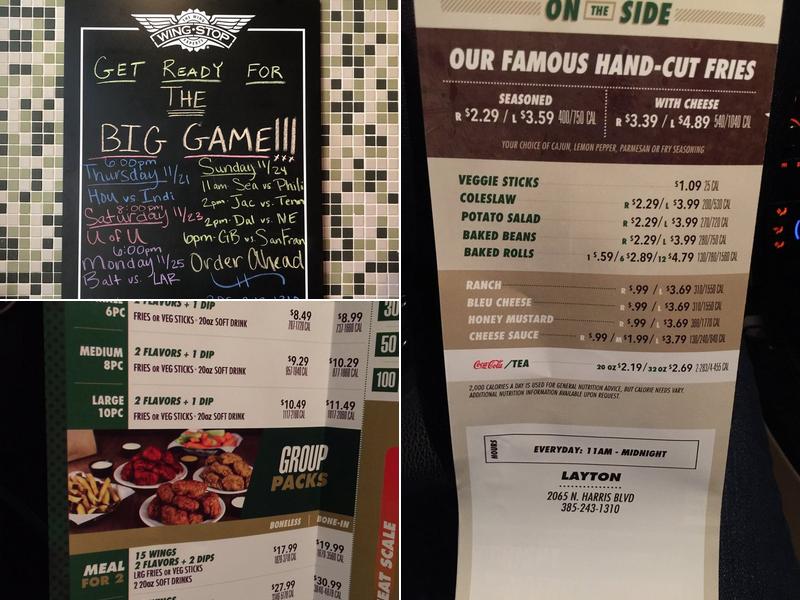 THE WING EXPERTS
WING·STOP
GET READY FOR
THE
BIG GAME!!!
6:00pm
Thursday 11/21
Hou vs Indi
8:00pm
Saturday 11/23
U of U
6:00pm
Monday 11/25
Balt vs. LAR
Sunday 11/24
11am Sea vs. Phili
2pm Jac vs. Tenn
2pm Dal vs. NE
6pm GB vs. SanFran
Order Ahead
6PC
2 FLAVORS + 1 DIP
FRIES OR VEG STICKS · 20oz SOFT DRINK
$8.49
$8.99
MEDIUM
8PC
2 FLAVORS + 1 DIP
FRIES OR VEG STICKS · 20oz SOFT DRINK
$9.29
$10.29
LARGE
10PC
2 FLAVORS + 1 DIP
FRIES OR VEG STICKS · 20oz SOFT DRINK
$10.49
$11.49
30
50
100
GROUP
PACKS
BONELESS
BONE-IN
MEAL
FOR 2
15 WINGS
2 FLAVORS + 2 DIPS
LRG FRIES OR VEG STICKS
2 20oz SOFT DRINKS
$17.99
$19.99
$27.99
$30.99
EAT SCALE
ON THE SIDE
OUR FAMOUS HAND-CUT FRIES
SEASONED
R $2.29 / L $3.59 400/750 CAL
WITH CHEESE
R $3.39 / L $4.89 540/1040 CAL
YOUR CHOICE OF CAJUN, LEMON PEPPER, PARMESAN OR FRY SEASONING
VEGGIE STICKS $1.09 25 CAL
COLESLAW R $2.29/L $3.99 200/530 CAL
POTATO SALAD R $2.29/L $3.99 270/720 CAL
BAKED BEANS R $2.29/L $3.99 280/750 CAL
BAKED ROLLS 1 $.59/6 $2.89/12 $4.79 130/780/1560 CAL
RANCH R $.99 / L $3.69 310/1550 CAL
BLEU CHEESE R $.99 / L $3.69 310/1550 CAL
HONEY MUSTARD R $.99 / L $3.69
CHEESE SAUCE R $.99 / M $1.99/ L $3.79
Coca-Cola /TEA 20 OZ $2.19/32 OZ $2.69
2,000 CALORIES A DAY IS USED FOR GENERAL NUTRITION ADVICE, BUT CALORIE NEEDS VARY.
ADDITIONAL NUTRITION INFORMATION AVAILABLE UPON REQUEST.
HOURS
EVERYDAY: 11AM - MIDNIGHT
LAYTON
2065 N. HARRIS BLVD
385-243-1310